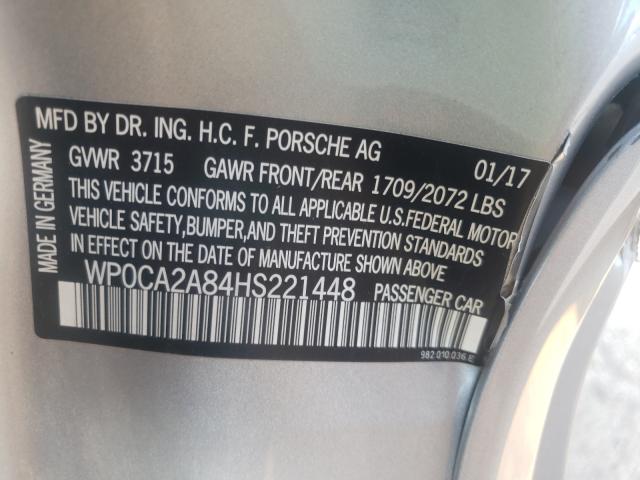 MFD BY DR. ING. H.C. F. PORSCHE AG 01/17
GVWR 3715 GAWR FRONT/REAR 1709/2072 LBS
THIS VEHICLE CONFORMS TO ALL APPLICABLE U.S.FEDERAL MOTOR
VEHICLE SAFETY,BUMPER,AND THEFT PREVENTION STANDARDS
IN EFFECT ON THE DATE OF MANUFACTURE SHOWN ABOVE
WP0CA2A84HS221448 PASSENGER CAR
982.010.036
MADE IN GERMANY